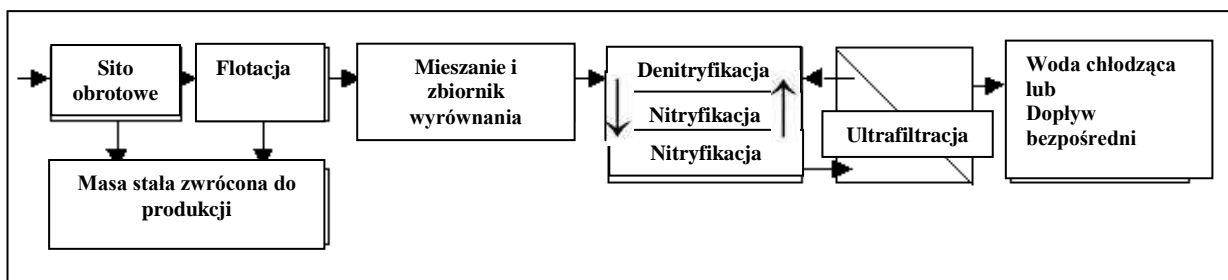 Sito
obrotowe
Flotacja
Mieszanie i
zbiornik
wyrównania
Denitryfikacja
Nitryfikacja
Nitryfikacja
Ultrafiltracja
Woda chłodząca
lub
Dopływ
bezpośredni
Masa stała zwrócona do
produkcji